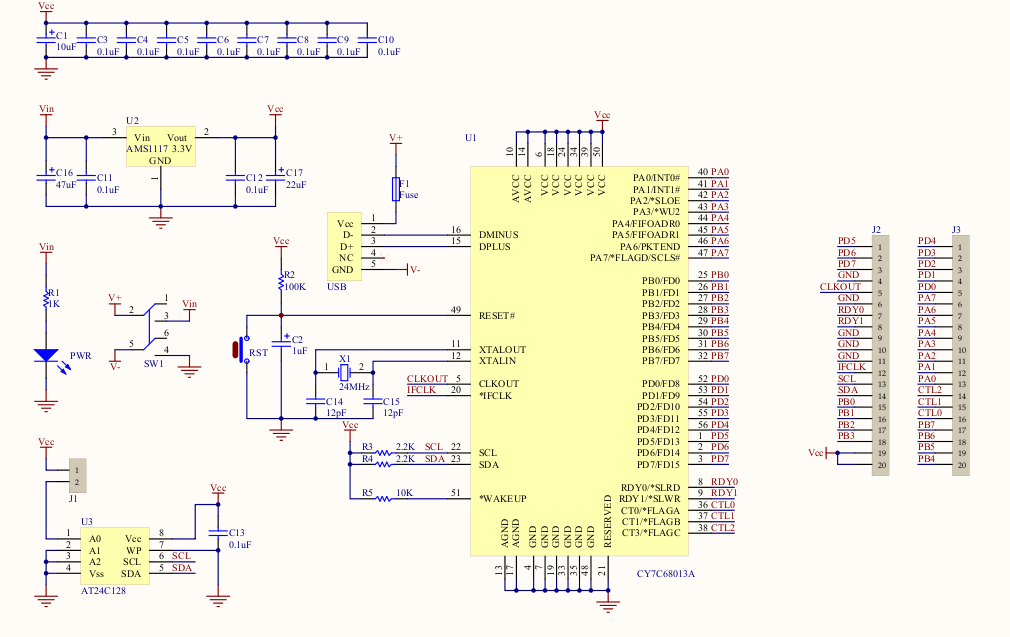 Vcc
C1 C3 C4 C5 C6 C7 C8 C9 C10
10uF 0.1uF 0.1uF 0.1uF 0.1uF 0.1uF 0.1uF 0.1uF 0.1uF
Vin
U2
Vcc
3 Vin Vout 2
AMS1117 3.3V
GND
1
C16
47uF
C11
0.1uF
C12
0.1uF
C17
22uF
V+
F1
Fuse
Vcc 1
D- 2
D+ 3
NC 4
GND 5
V-
USB
Vin
R1
1K
PWR
V+
2
1
Vin
3
6
5
4
V-
SW1
Vcc
R2
100K
RST
C2
1uF
X1
1 2
24MHz
C14
12pF
C15
12pF
CLKOUT
IFCLK
Vcc
R3 2.2K SCL
R4 2.2K SDA
R5 10K
Vcc
1
2
J1
U3
Vcc
1 A0 Vcc 8
2 A1 WP 7
3 A2 SCL 6 SCL
4 Vss SDA 5 SDA
AT24C128
C13
0.1uF
U1
Vcc
10 14 6 18 24 34 39 50
AVCC AVCC VCC VCC VCC VCC VCC VCC
16 DMINUS
15 DPLUS
49 RESET#
11 XTALOUT
12 XTALIN
5 CLKOUT
20 *IFCLK
22 SCL
23 SDA
51 *WAKEUP
PA0/INT0# 40 PA0
PA1/INT1# 41 PA1
PA2/*SLOE 42 PA2
PA3/*WU2 43 PA3
PA4/FIFOADR0 44 PA4
PA5/FIFOADR1 45 PA5
PA6/PKTEND 46 PA6
PA7/*FLAGD/SCLS# 47 PA7
PB0/FD0 25 PB0
PB1/FD1 26 PB1
PB2/FD2 27 PB2
PB3/FD3 28 PB3
PB4/FD4 29 PB4
PB5/FD5 30 PB5
PB6/FD6 31 PB6
PB7/FD7 32 PB7
PD0/FD8 52 PD0
PD1/FD9 53 PD1
PD2/FD10 54 PD2
PD3/FD11 55 PD3
PD4/FD12 56 PD4
PD5/FD13 1 PD5
PD6/FD14 2 PD6
PD7/FD15 3 PD7
RDY0/*SLRD 8 RDY0
RDY1/*SLWR 9 RDY1
CT0/*FLAGA 36 CTL0
CT1/*FLAGB 37 CTL1
CT3/*FLAGC 38 CTL2
AGND AGND GND GND GND GND GND GND RESERVED
13 17 4 7 19 33 35 48 21
CY7C68013A
J2
PD5 1
PD6 2
PD7 3
GND 4
CLKOUT 5
GND 6
RDY0 7
RDY1 8
GND 9
GND 10
GND 11
IFCLK 12
SCL 13
SDA 14
PB0 15
PB1 16
PB2 17
PB3 18
Vcc 19
20
J3
PD4 1
PD3 2
PD2 3
PD1 4
PD0 5
PA7 6
PA6 7
PA5 8
PA4 9
PA3 10
PA2 11
PA1 12
PA0 13
CTL2 14
CTL1 15
CTL0 16
PB7 17
PB6 18
PB5 19
PB4 20